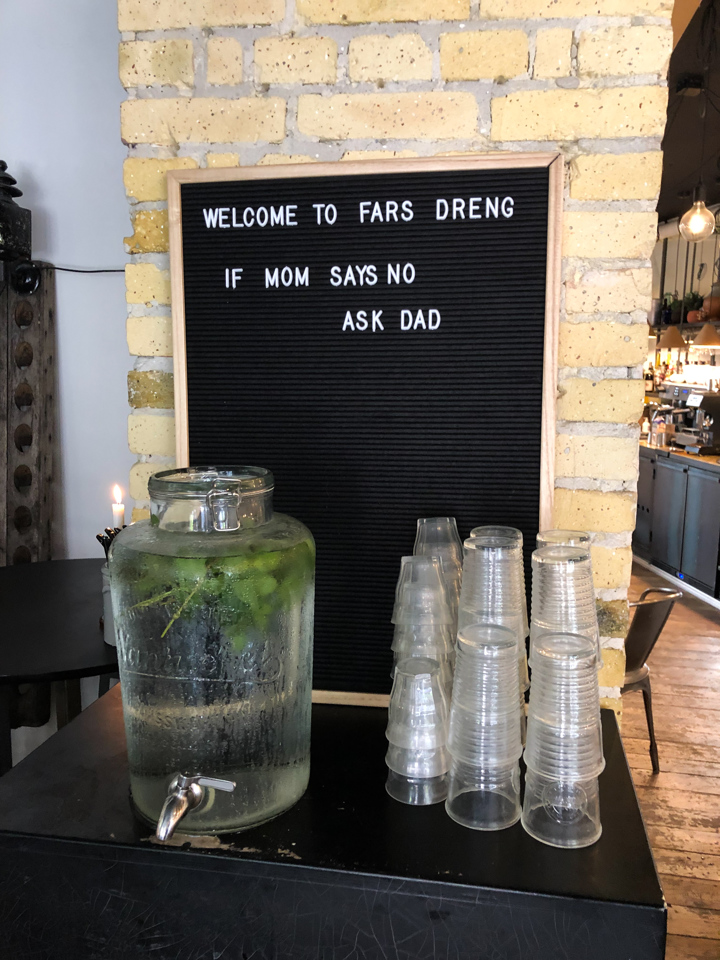 WELCOME TO FARS DRENG
IF MOM SAYS NO
ASK DAD